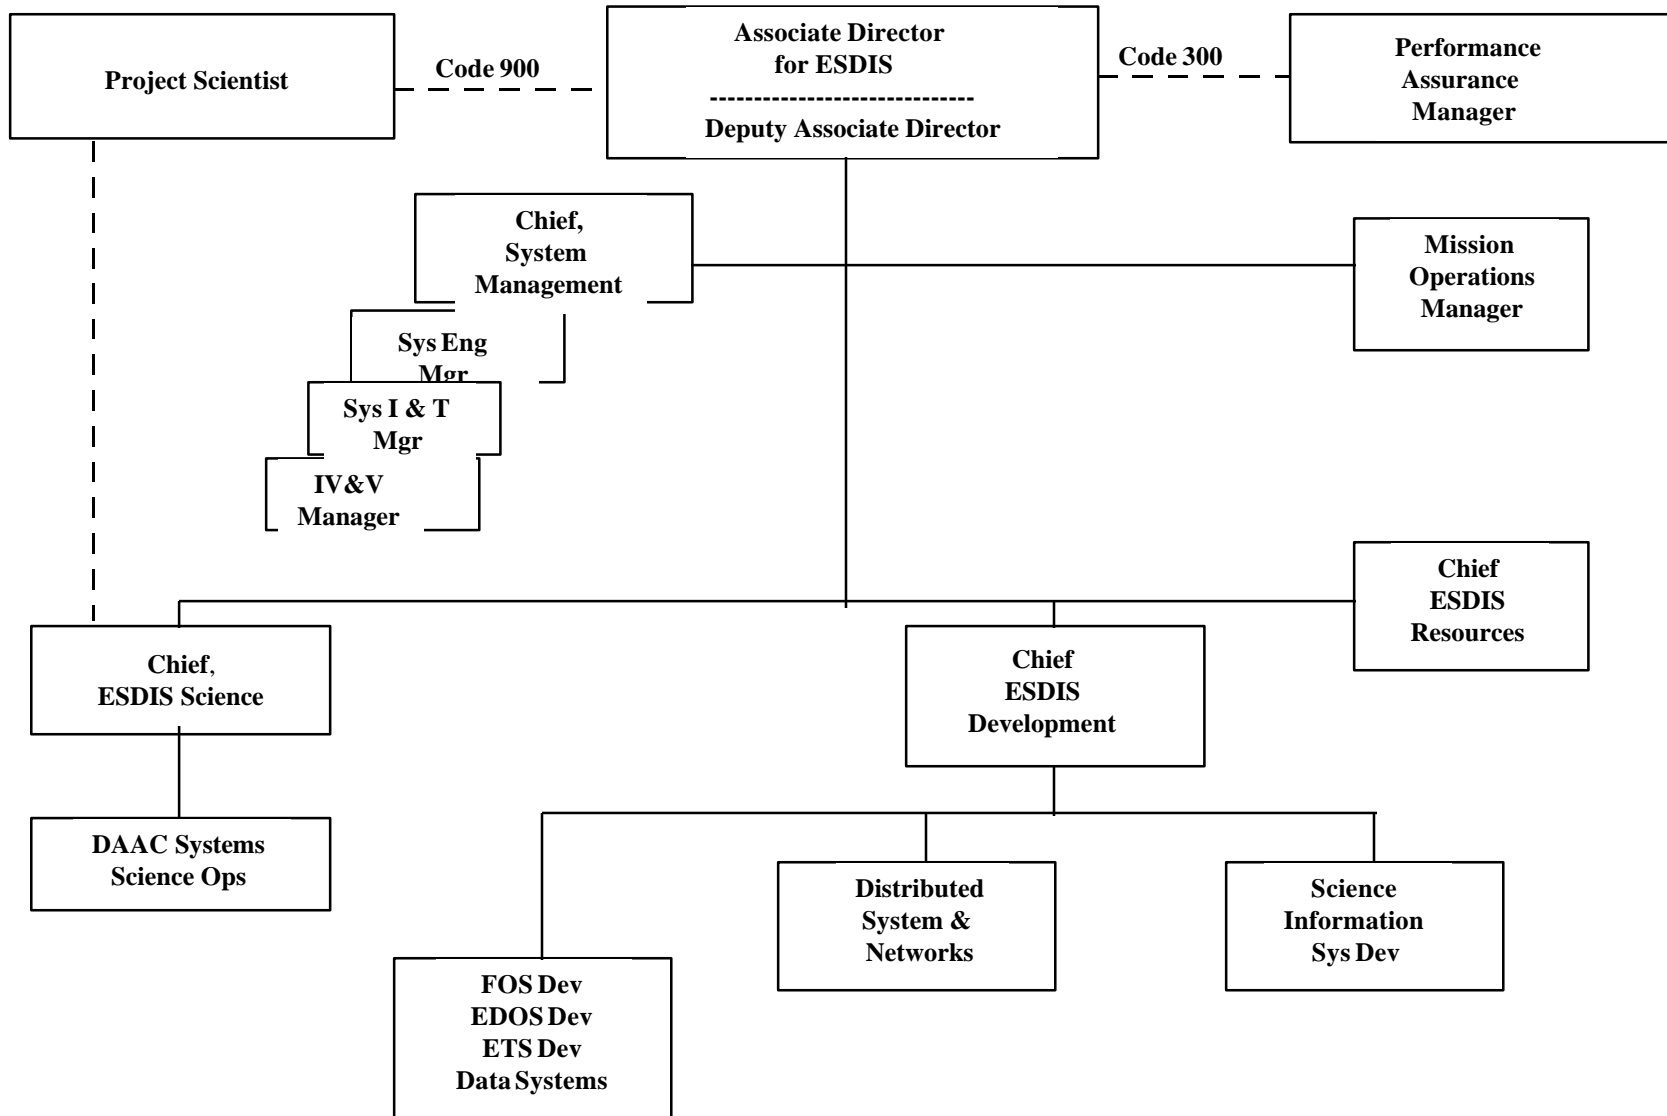 Project Scientist
Code 900
Associate Director
for ESDIS
------------------------------
Deputy Associate Director
Code 300
Performance
Assurance
Manager
Chief,
System
Management
Mission
Operations
Manager
Sys Eng
Mgr
Sys I & T
Mgr
IV&V
Manager
Chief,
ESDIS Science
Chief
ESDIS
Development
Chief
ESDIS
Resources
DAAC Systems
Science Ops
FOS Dev
EDOS Dev
ETS Dev
Data Systems
Distributed
System &
Networks
Science
Information
Sys Dev